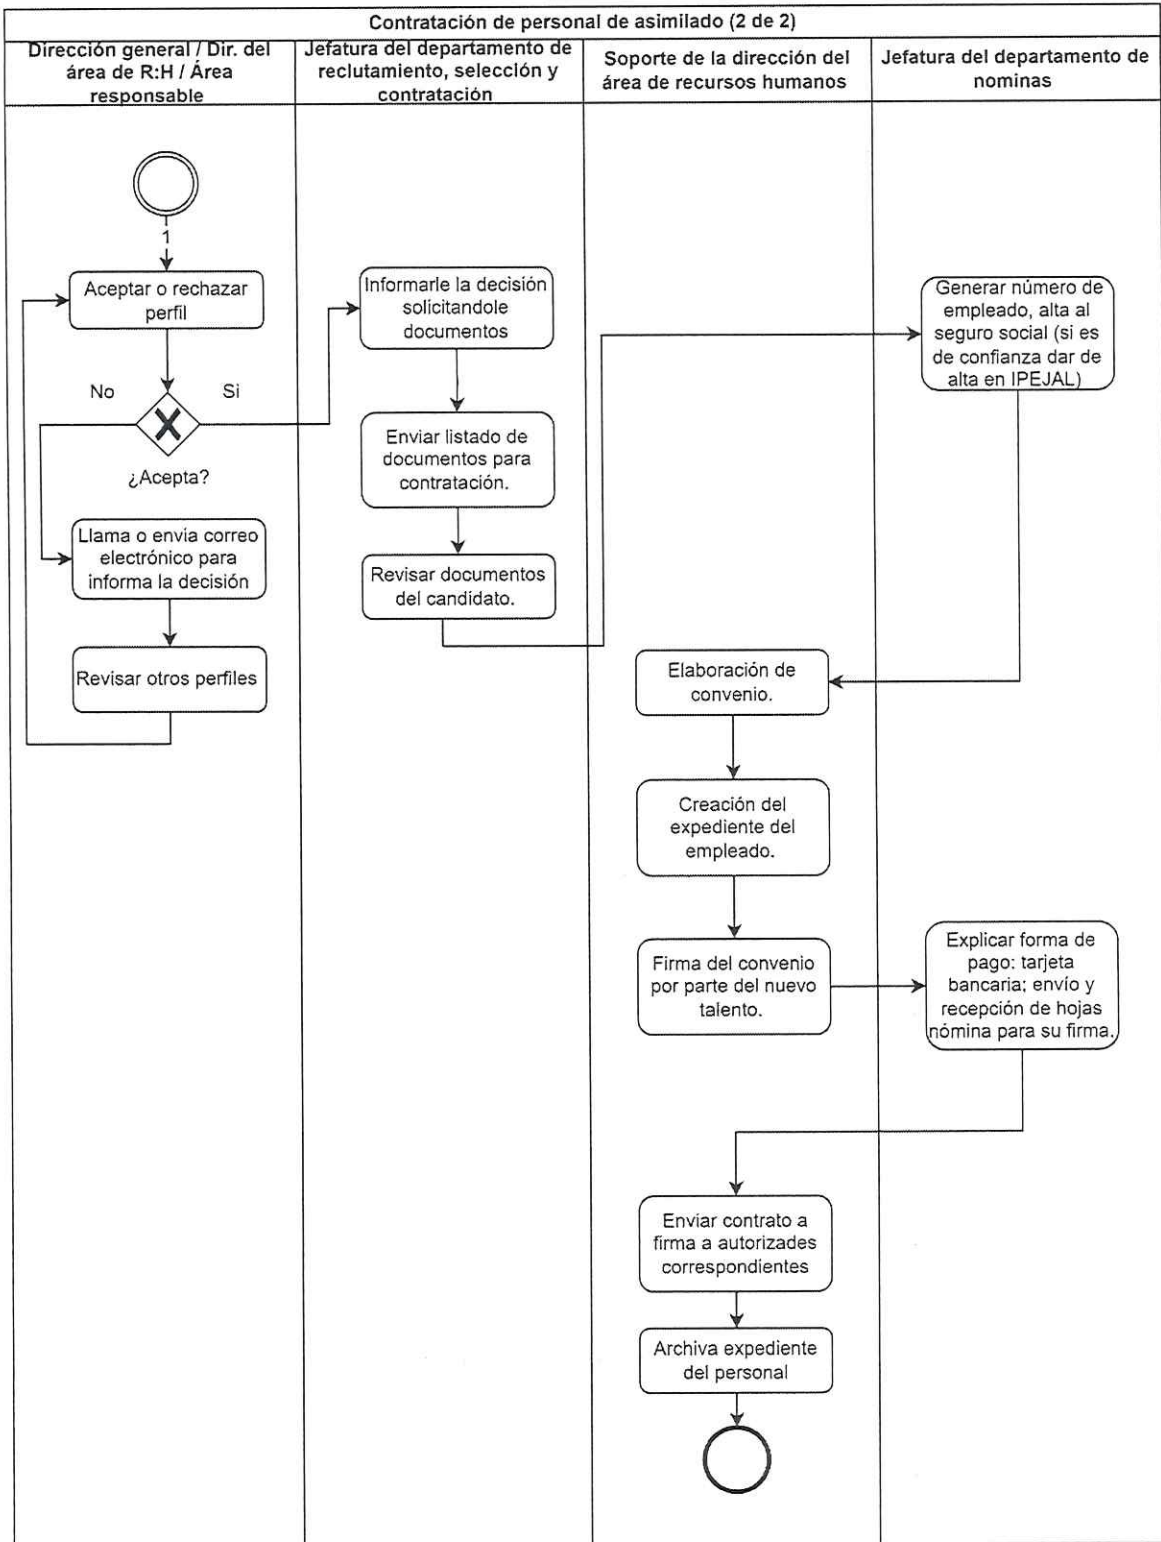 Contratación de personal de asimilado (2 de 2)
Dirección general / Dir. del
área de R:H / Área
responsable
Jefatura del departamento de
reclutamiento, selección y
contratación
Soporte de la dirección del
área de recursos humanos
Jefatura del departamento de
nominas
1
Aceptar o rechazar
perfil
No
Si
¿Acepta?
Llama o envia correo
electrónico para
informa la decisión
Revisar otros perfiles
Informarle la decisión
solicitandole
documentos
Enviar listado de
documentos para
contratación.
Revisar documentos
del candidato.
Generar número de
empleado, alta al
seguro social (si es
de confianza dar de
alta en IPEJAL)
Elaboración de
convenio.
Creación del
expediente del
empleado.
Firma del convenio
por parte del nuevo
talento.
Explicar forma de
pago: tarjeta
bancaria; envío y
recepción de hojas
nómina para su firma.
Enviar contrato a
firma a autorizades
correspondientes
Archiva expediente
del personal